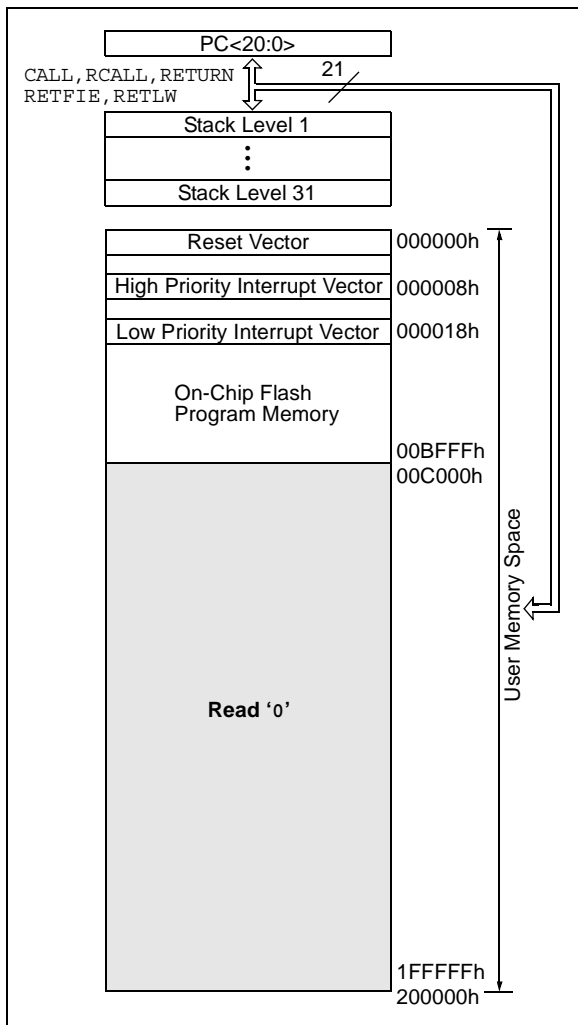 PC<20:0>
CALL,RCALL,RETURN
RETFIE,RETLW
21
Stack Level 1
Stack Level 31
Reset Vector
000000h
High Priority Interrupt Vector
000008h
Low Priority Interrupt Vector
000018h
On-Chip Flash
Program Memory
00BFFFh
00C000h
User Memory Space
Read ‘0’
1FFFFFh
200000h